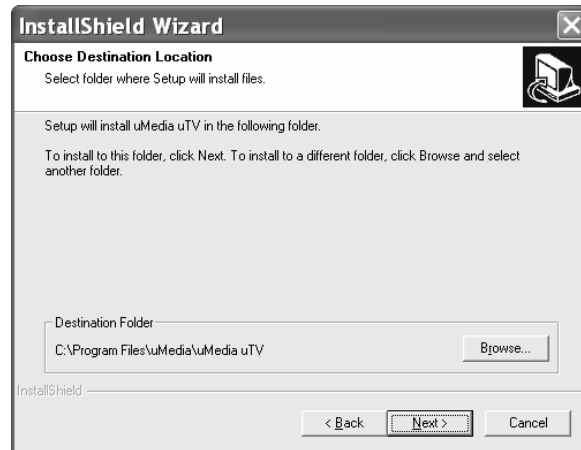 InstallShield Wizard
Choose Destination Location
Select folder where Setup will install files.
Setup will install uMedia uTV in the following folder.
To install to this folder, click Next. To install to a different folder, click Browse and select
another folder.
Destination Folder
C:\Program Files\uMedia\uMedia uTV
Browse...
InstallShield
< Back
Next >
Cancel